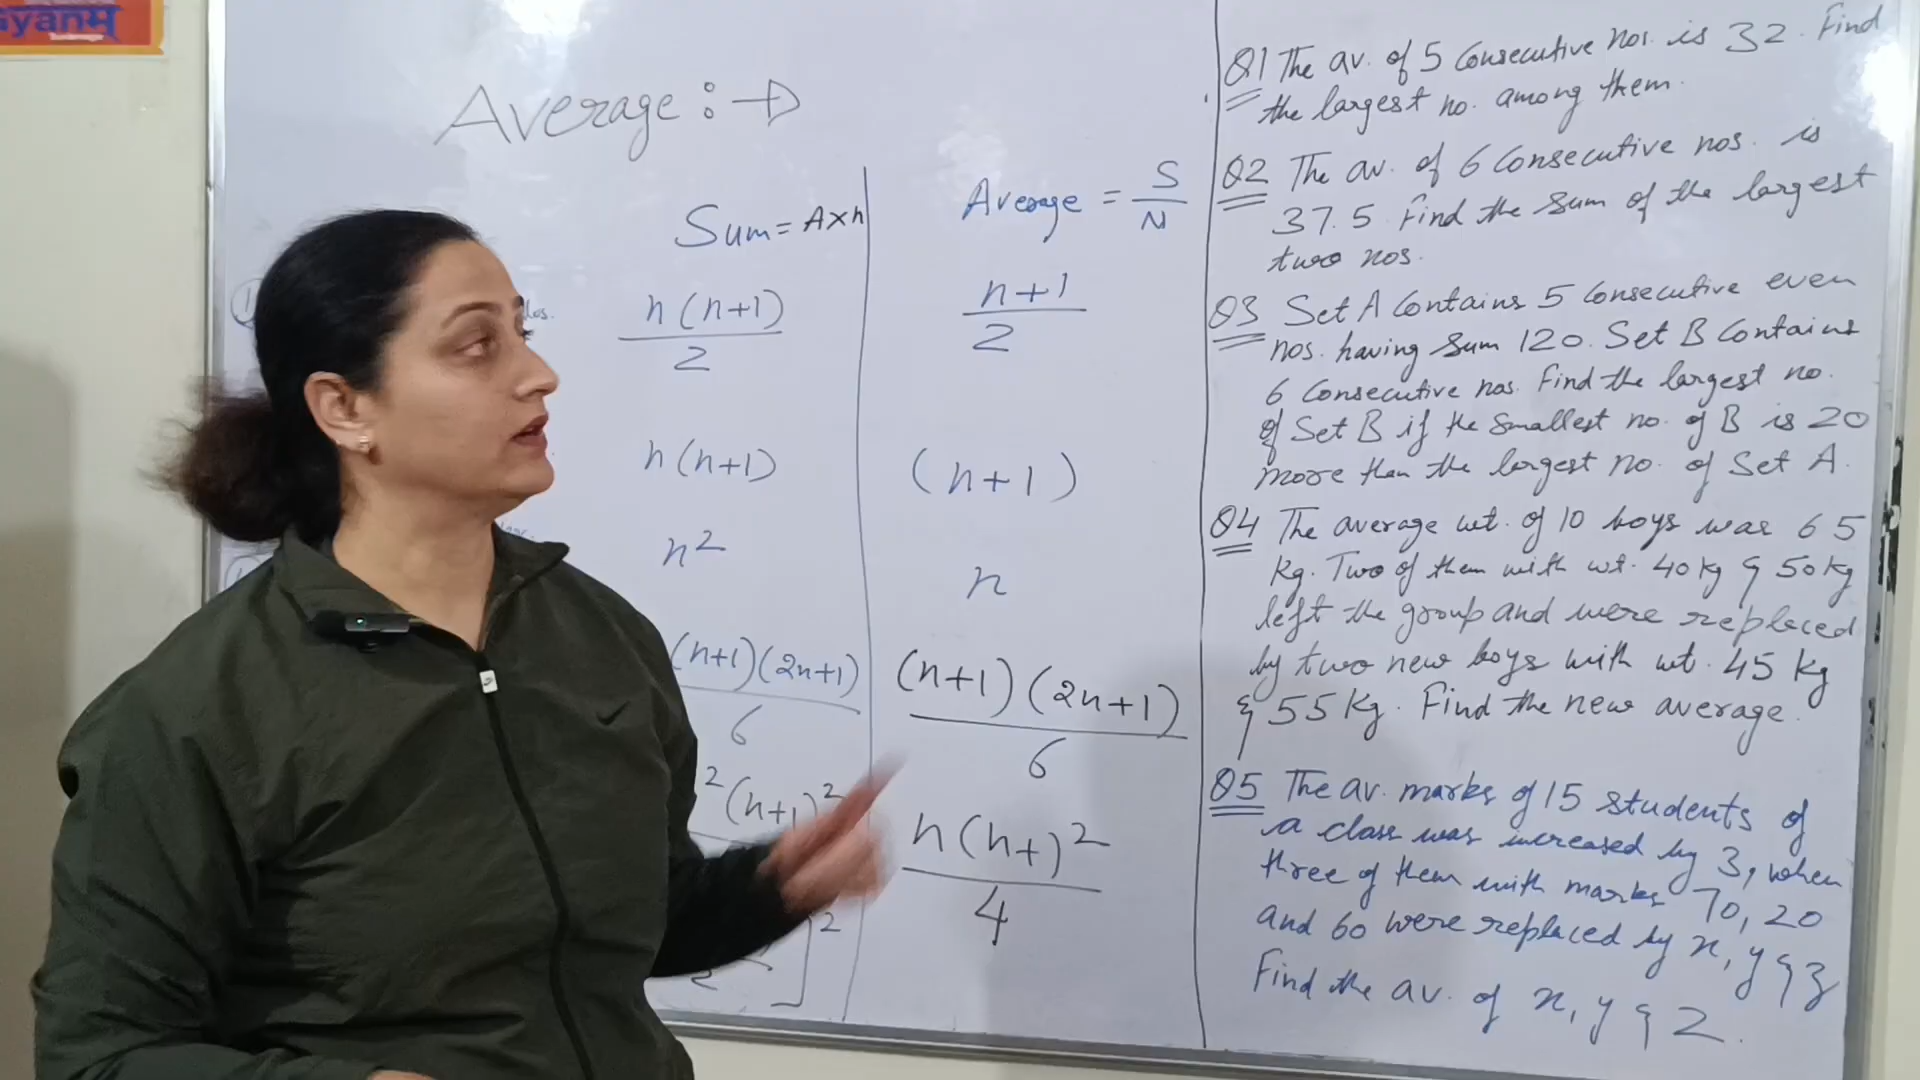 Gyanम्
Average :→
Sum = A×n
Average = S/N
n(n+1)/2
n+1/2
n(n+1)
(n+1)
n²
n
(n+1)(2n+1)/6
(n+1)(2n+1)/6
²(n+1)²
n(n+)²/4
]²
2
Q1 The av. of 5 Consecutive nos. is 32. Find
the largest no. among them.
Q2 The av. of 6 Consecutive nos. is
37.5. Find the sum of the largest
two nos.
Q3 Set A Contains 5 Consecutive even
nos. having sum 120. Set B Contains
6 Consecutive nos. Find the largest no.
of Set B if the smallest no. of B is 20
more than the largest no. of Set A.
Q4 The average wt. of 10 boys was 65
kg. Two of them with wt. 40 kg & 50 kg
left the group and were replaced
by two new boys with wt. 45 kg
& 55 kg. Find the new average.
Q5 The av. marks of 15 students of
a class was increased by 3, when
three of them with marks 70, 20
and 60 were replaced by x, y & z
Find the av. of x, y & z.